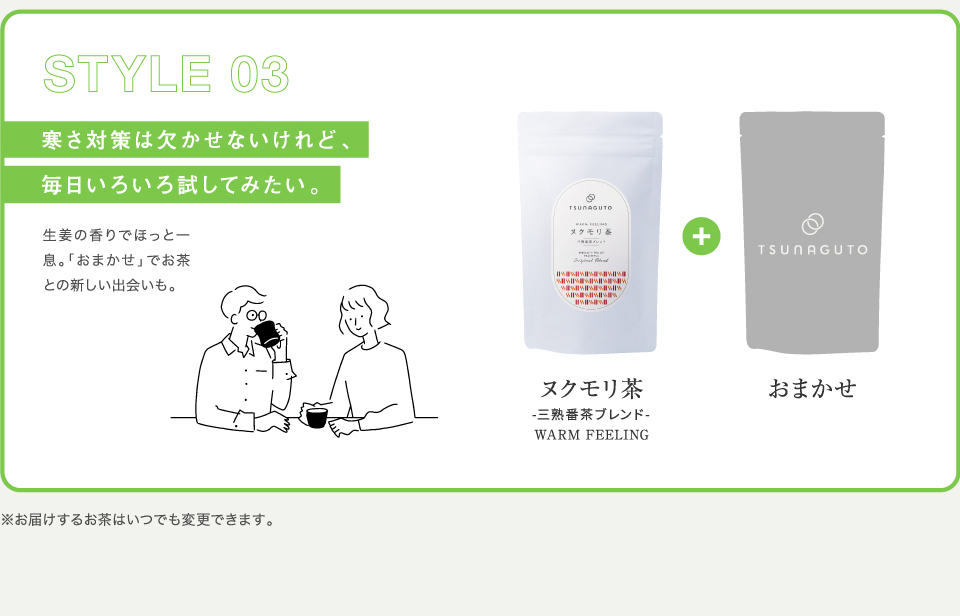 STYLE 03
寒さ対策は欠かせないけれど、
毎日いろいろ試してみたい。
生姜の香りでほっと一
息。「おまかせ」でお茶
との新しい出会いも。
TSUNAGUTO
WARM FEELING
ヌクモリ茶
三熟番茶ブレンド
Original Blend
TSUNAGUTO
ヌクモリ茶
-三熟番茶ブレンド-
WARM FEELING
おまかせ
※お届けするお茶はいつでも変更できます。